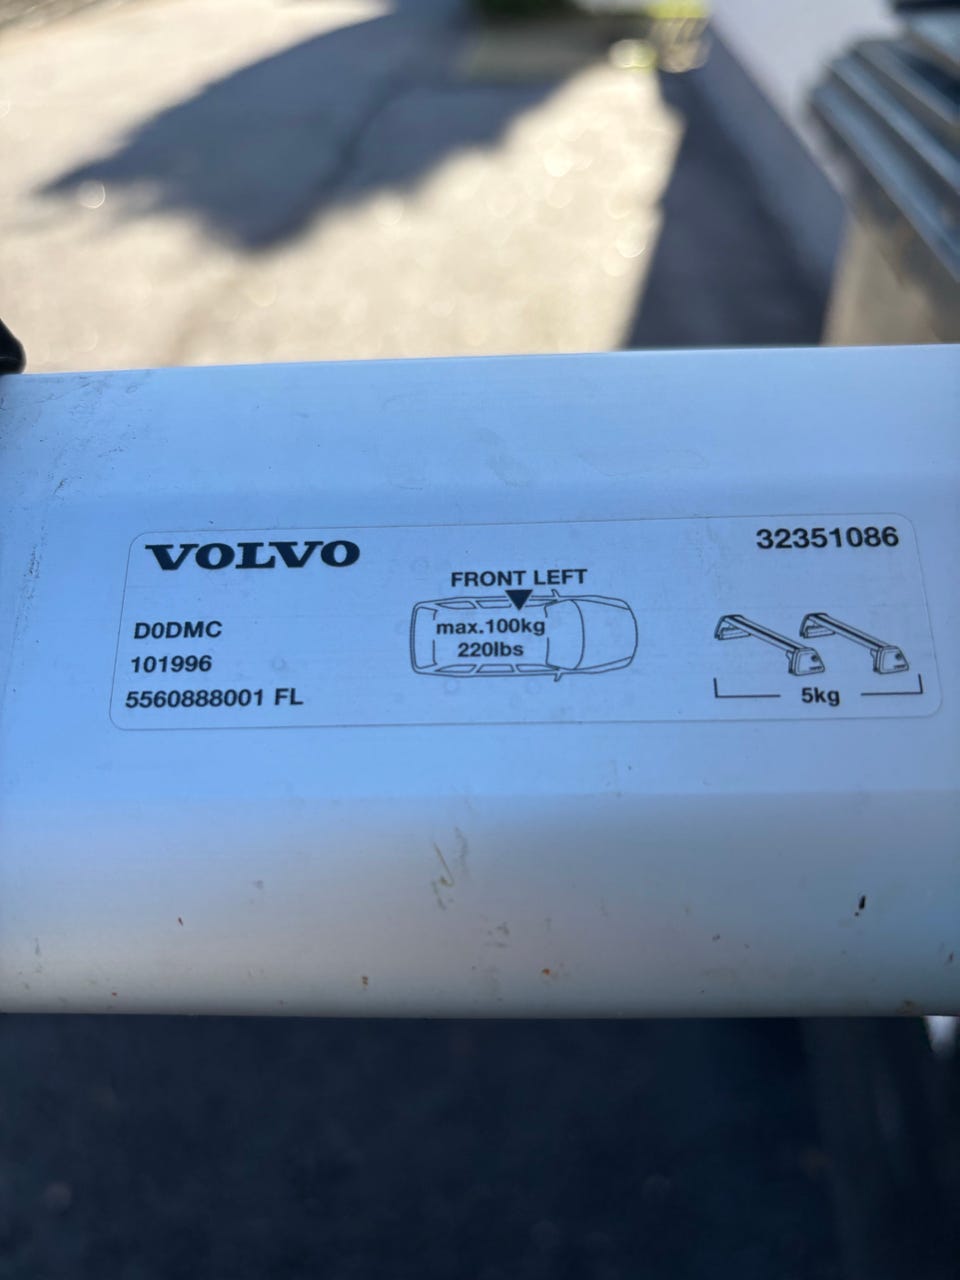 VOLVO
32351086
FRONT LEFT
D0DMC
max.100kg
101996
220lbs
5560888001 FL
5kg